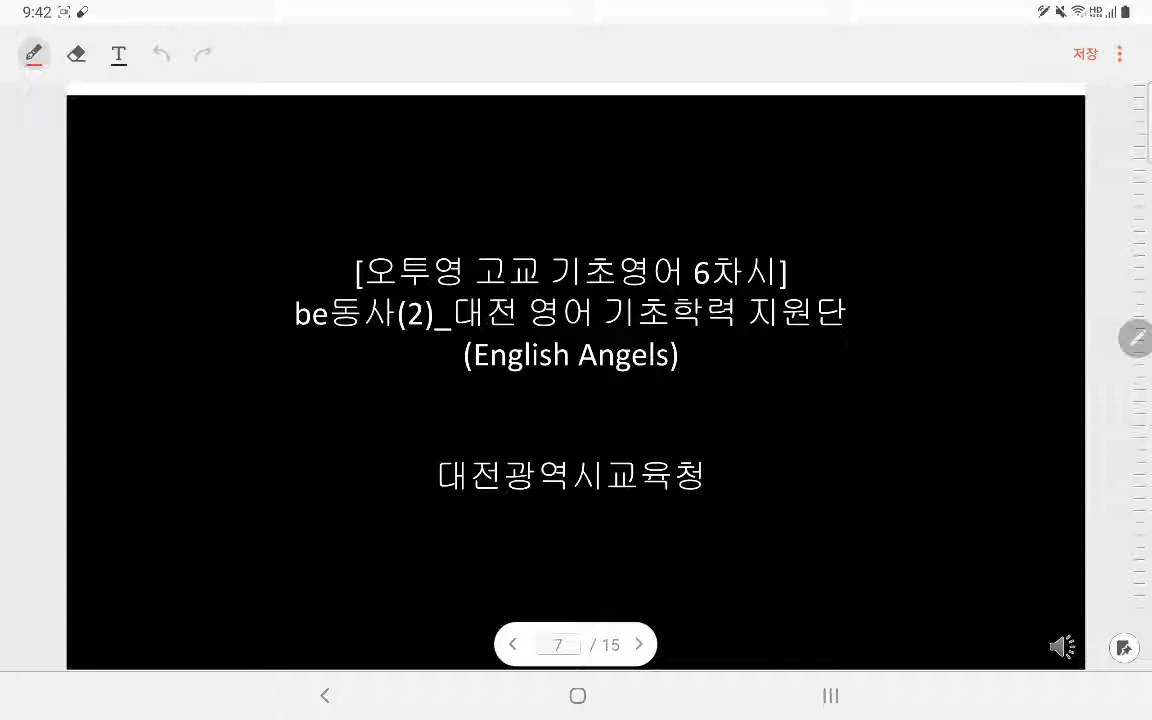 9:42
HD
T
저장
[오투영 고교 기초영어 6차시]
be동사(2)_대전 영어 기초학력 지원단
(English Angels)
대전광역시교육청
7 / 15